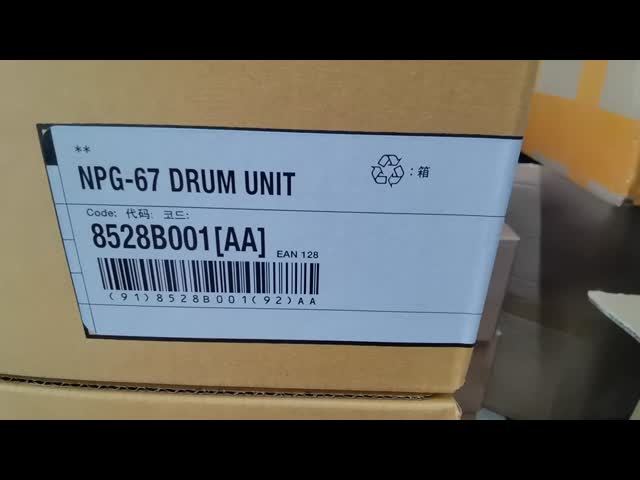 **
NPG-67 DRUM UNIT
:箱
Code: 代码: 코드:
8528B001[AA]
EAN 128
(91)8528B001(92)AA